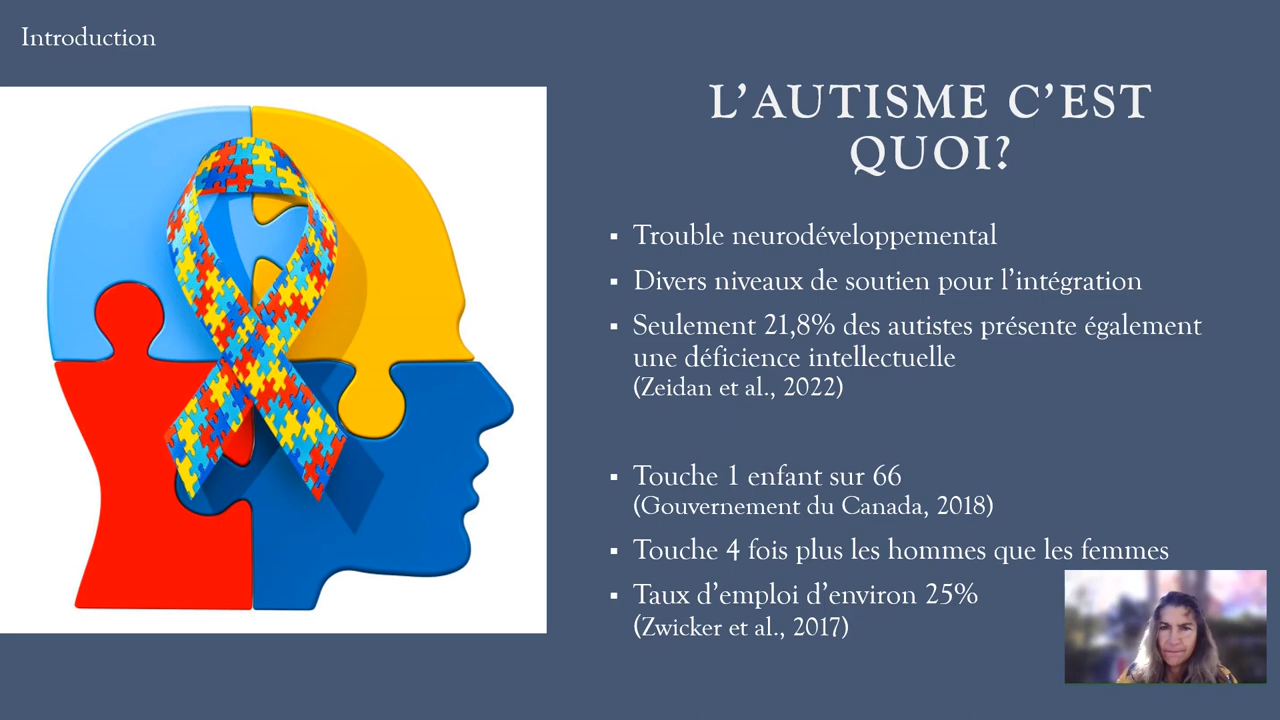 Introduction
L'AUTISME C'EST
QUOI?
▪ Trouble neurodéveloppemental
▪ Divers niveaux de soutien pour l'intégration
▪ Seulement 21,8% des autistes présente également
une déficience intellectuelle
(Zeidan et al., 2022)
▪ Touche 1 enfant sur 66
(Gouvernement du Canada, 2018)
▪ Touche 4 fois plus les hommes que les femmes
▪ Taux d'emploi d'environ 25%
(Zwicker et al., 2017)